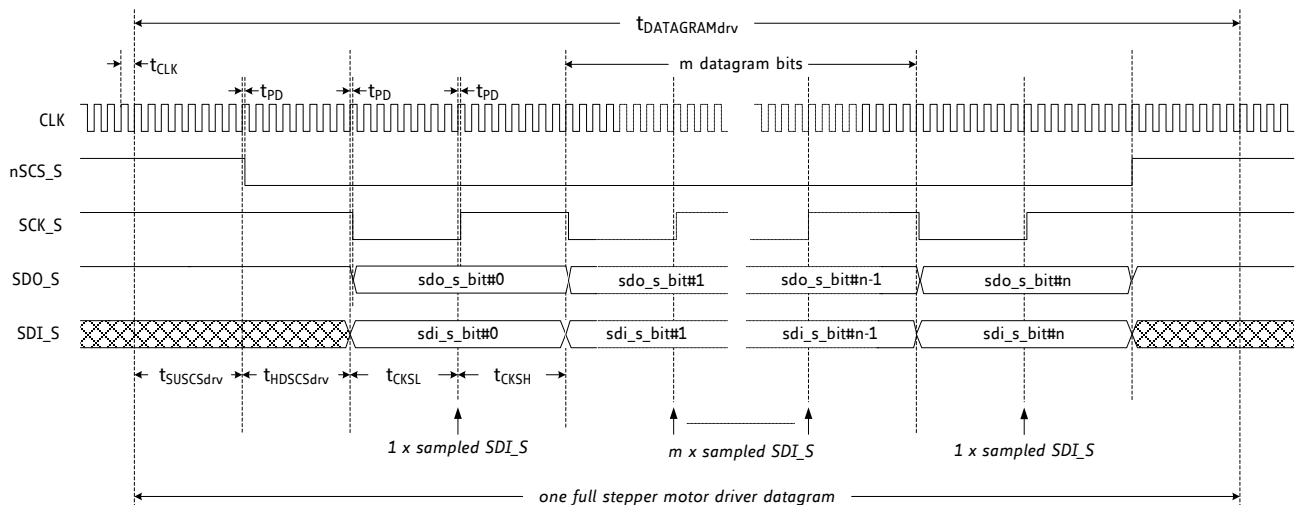 tDATAGRAMdrv
tCLK
m datagram bits
tPD tPD tPD
CLK
nSCS_S
SCK_S
SDO_S sdo_s_bit#0 sdo_s_bit#1 sdo_s_bit#n-1 sdo_s_bit#n
SDI_S sdi_s_bit#0 sdi_s_bit#1 sdi_s_bit#n-1 sdi_s_bit#n
tSUSCSdrv tHDSCSdrv tCKSL tCKSH
1 x sampled SDI_S m x sampled SDI_S 1 x sampled SDI_S
one full stepper motor driver datagram